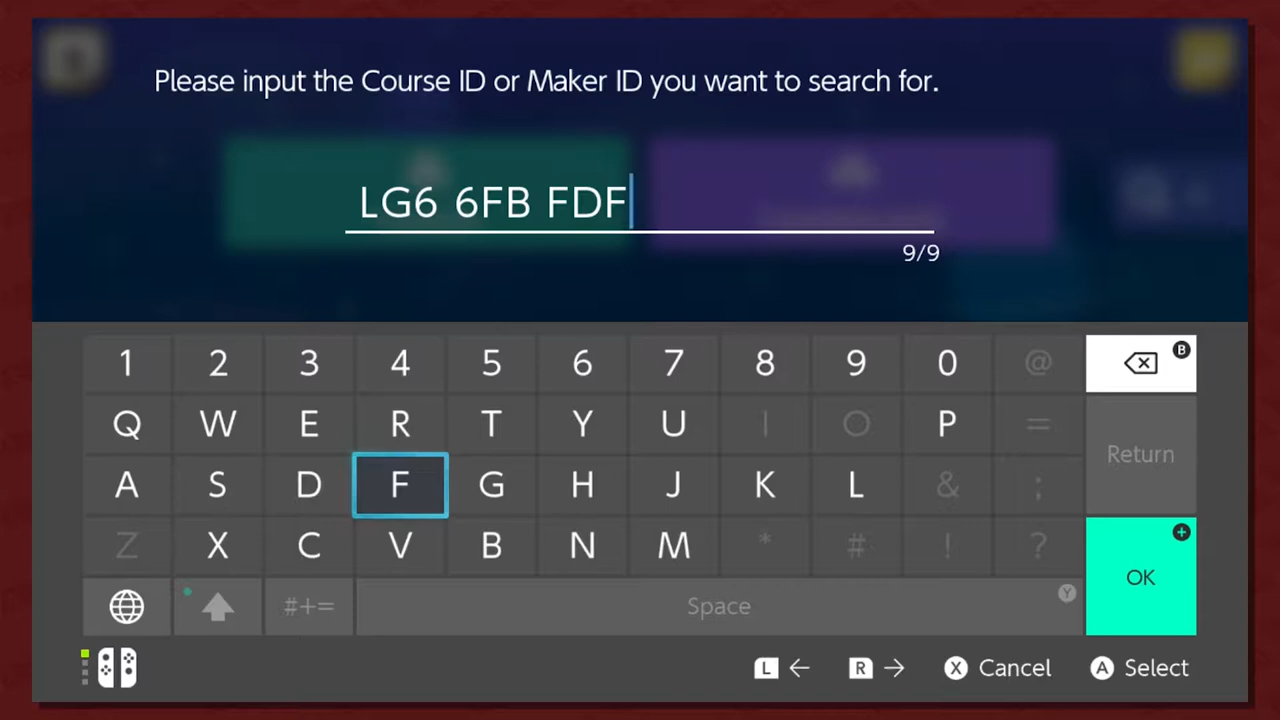 Please input the Course ID or Maker ID you want to search for.
LG6 6FB FDF
9/9
1 2 3 4 5 6 7 8 9 0 @ B
Q W E R T Y U I O P = Return
A S D F G H J K L & ;
Z X C V B N M * # ! ? + OK
#+= Space Y
L ← R → X Cancel A Select